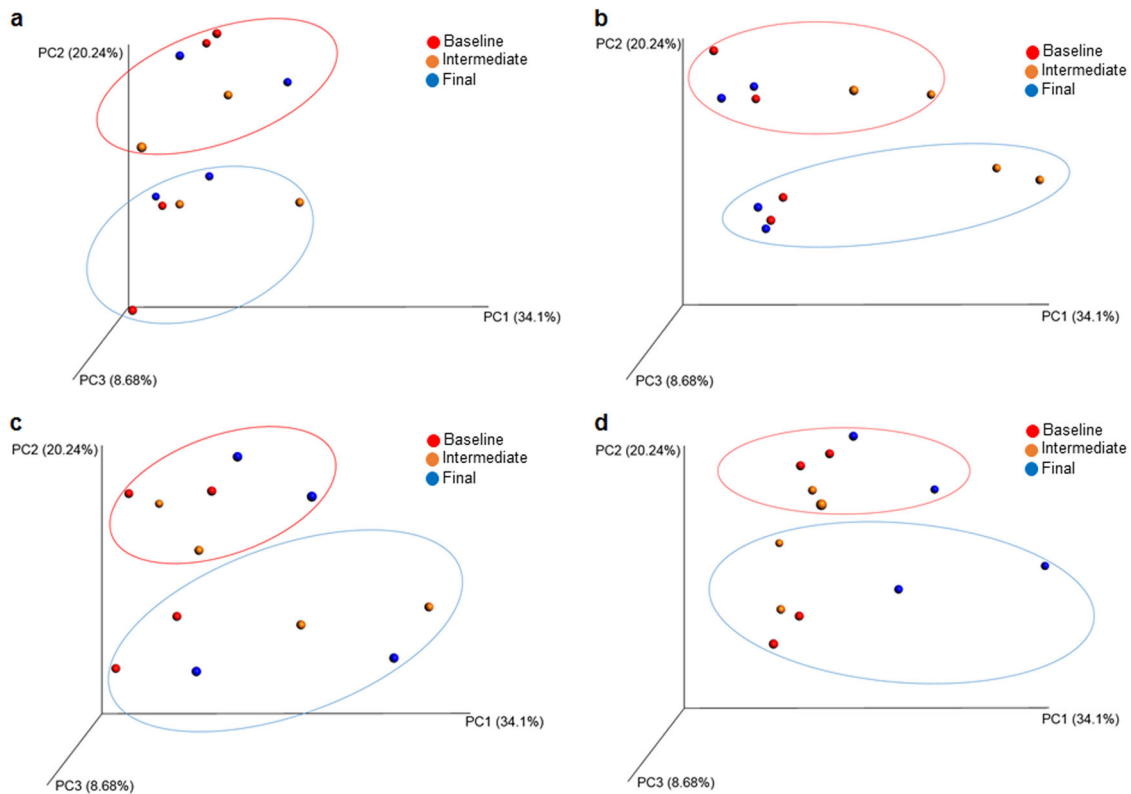 a
PC2 (20.24%)
Baseline
Intermediate
Final
PC1 (34.1%)
PC3 (8.68%)
b
PC2 (20.24%)
Baseline
Intermediate
Final
PC1 (34.1%)
PC3 (8.68%)
c
PC2 (20.24%)
Baseline
Intermediate
Final
PC1 (34.1%)
PC3 (8.68%)
d
PC2 (20.24%)
Baseline
Intermediate
Final
PC1 (34.1%)
PC3 (8.68%)